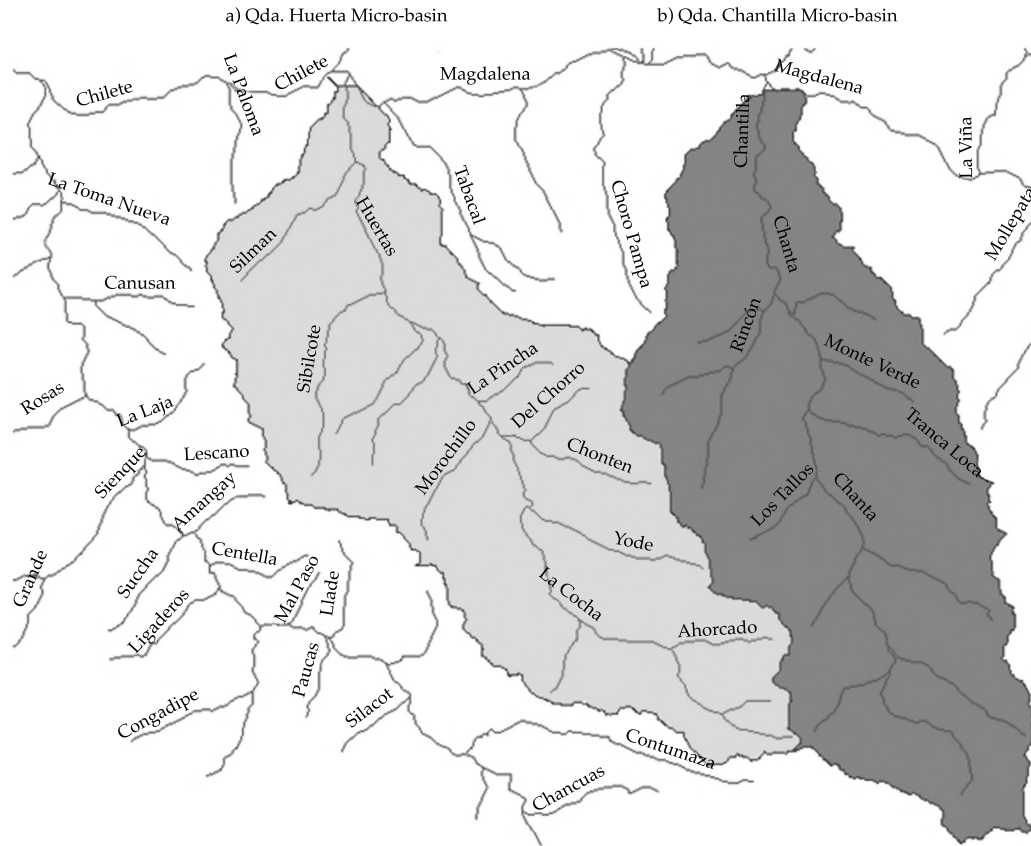 a) Qda. Huerta Micro-basin
b) Qda. Chantilla Micro-basin
Chilete
La Paloma
Chilete
Magdalena
Magdalena
Chantilla
La Viña
La Toma Nueva
Huertas
Tabacal
Choro Pampa
Mollepata
Silman
Chanta
Canusan
Sibilcote
Rincón
Monte Verde
La Pincha
Del Chorro
Rosas
La Laja
Tranca Loca
Morochillo
Chonten
Sienque
Lescano
Los Tallos
Chanta
Amangay
Yode
Grande
Succha
Centella
Mal Paso
Llade
La Cocha
Ligaderos
Ahorcado
Paucas
Congadipe
Silacot
Contumaza
Chancuas